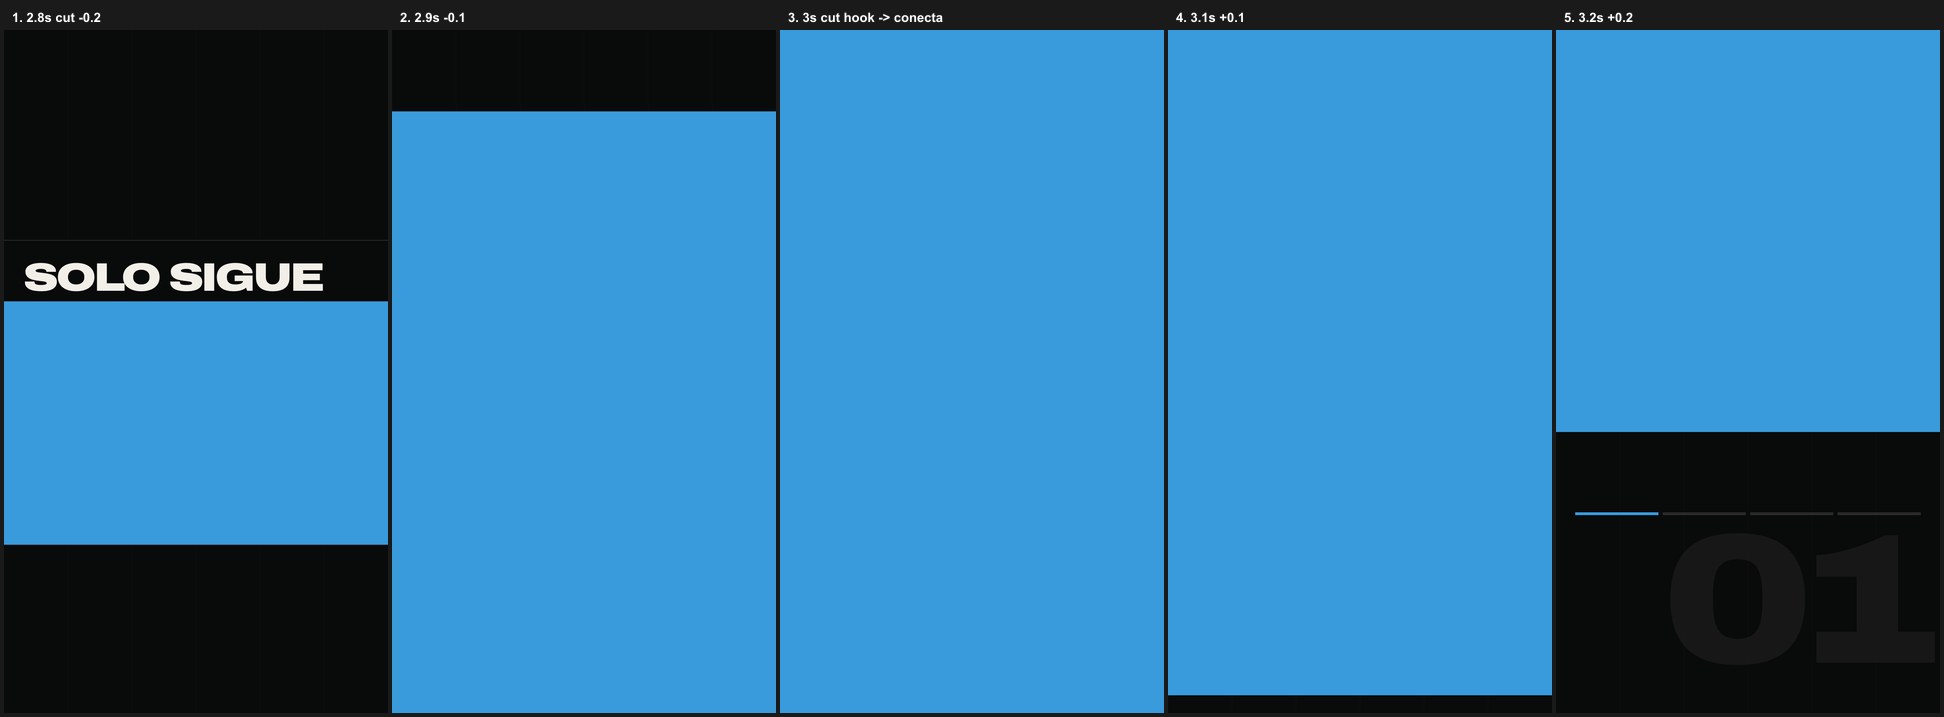 1. 2.8s cut -0.2
2. 2.9s -0.1
3. 3s cut hook -> conecta
4. 3.1s +0.1
5. 3.2s +0.2
SOLO SIGUE
01